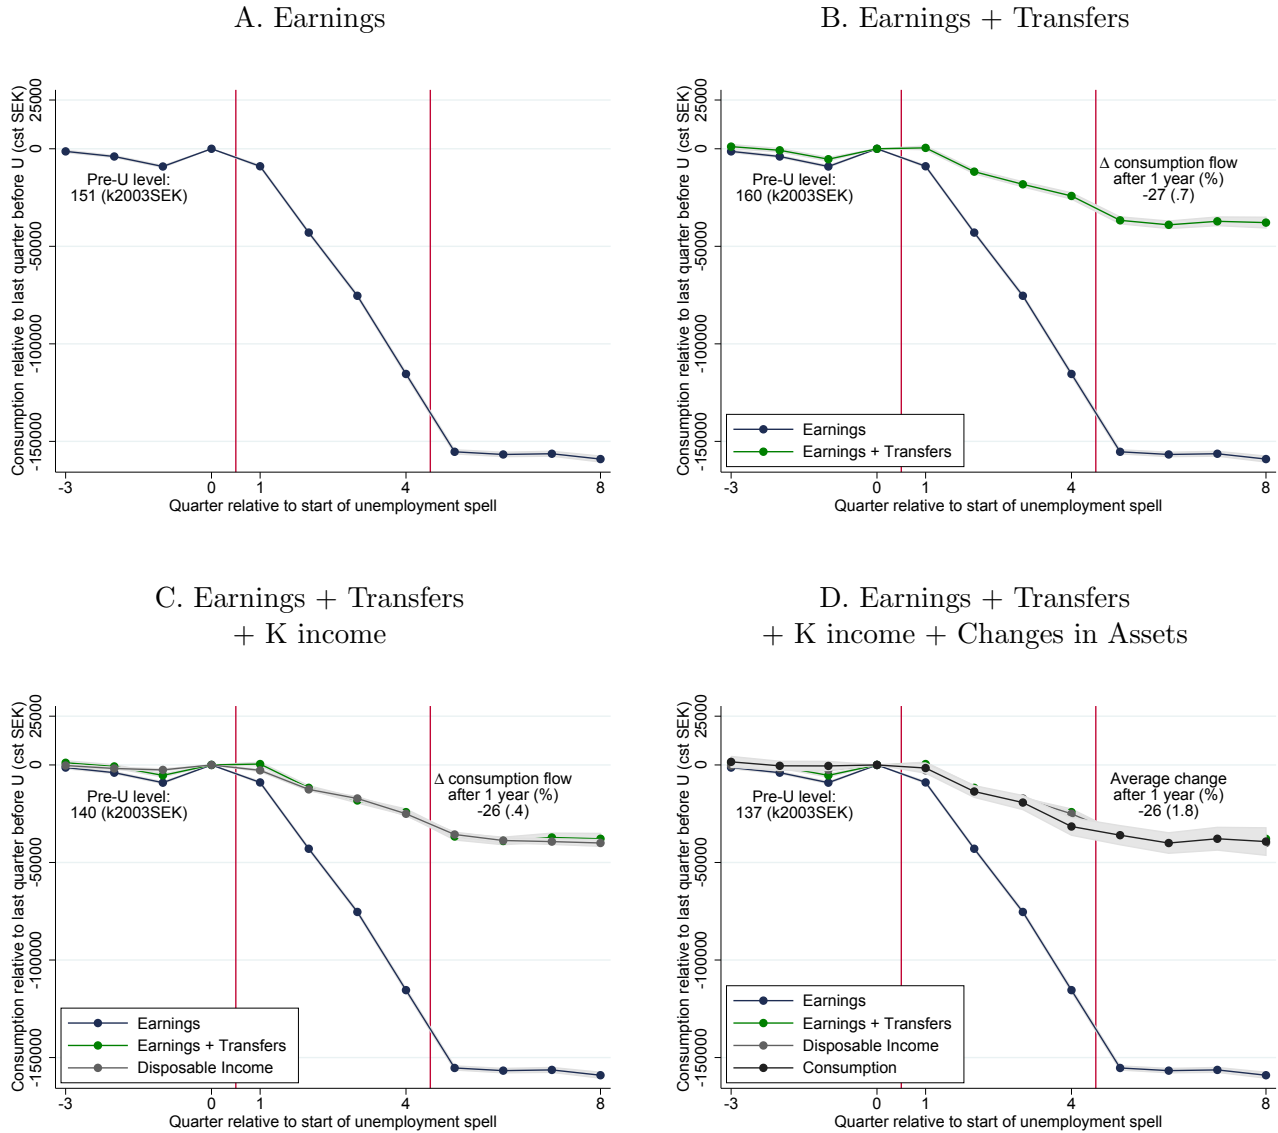 A. Earnings
Consumption relative to last quarter before U (cst SEK)
25000
0
-50000
-100000
-150000
Pre-U level:
151 (k2003SEK)
-3
0
1
4
8
Quarter relative to start of unemployment spell
B. Earnings + Transfers
Consumption relative to last quarter before U (cst SEK)
25000
0
-50000
-100000
-150000
Pre-U level:
160 (k2003SEK)
Δ consumption flow
after 1 year (%)
-27 (.7)
Earnings
Earnings + Transfers
-3
0
1
4
8
Quarter relative to start of unemployment spell
C. Earnings + Transfers
+ K income
Consumption relative to last quarter before U (cst SEK)
25000
0
-50000
-100000
-150000
Pre-U level:
140 (k2003SEK)
Δ consumption flow
after 1 year (%)
-26 (.4)
Earnings
Earnings + Transfers
Disposable Income
-3
0
1
4
8
Quarter relative to start of unemployment spell
D. Earnings + Transfers
+ K income + Changes in Assets
Consumption relative to last quarter before U (cst SEK)
25000
0
-50000
-100000
-150000
Pre-U level:
137 (k2003SEK)
Average change
after 1 year (%)
-26 (1.8)
Earnings
Earnings + Transfers
Disposable Income
Consumption
-3
0
1
4
8
Quarter relative to start of unemployment spell